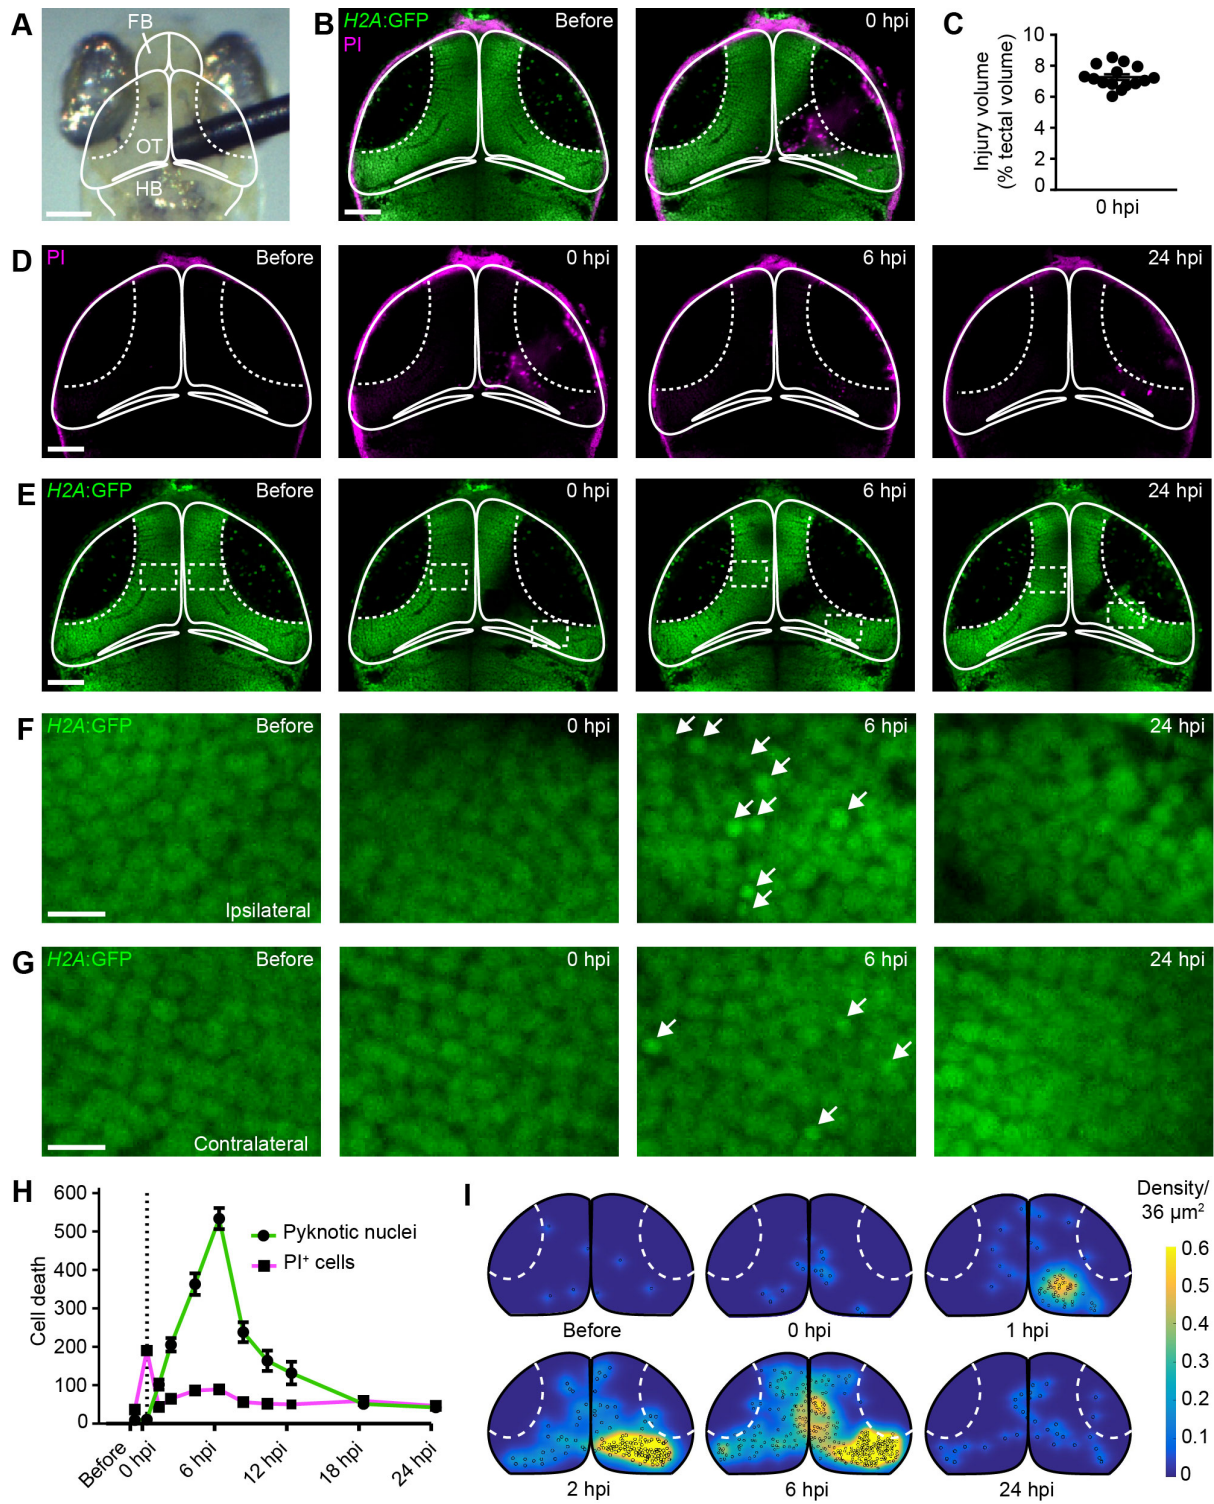 A
FB
OT
HB
B
H2A:GFP
PI
Before
0 hpi
C
Injury volume
(% tectal volume)
10
8
6
4
2
0
0 hpi
D
PI
Before
0 hpi
6 hpi
24 hpi
E
H2A:GFP
Before
0 hpi
6 hpi
24 hpi
F
H2A:GFP
Before
0 hpi
6 hpi
24 hpi
Ipsilateral
G
H2A:GFP
Before
0 hpi
6 hpi
24 hpi
Contralateral
H
Cell death
600
500
400
300
200
100
0
Pyknotic nuclei
PI⁺ cells
Before
0 hpi
6 hpi
12 hpi
18 hpi
24 hpi
I
Before
0 hpi
1 hpi
2 hpi
6 hpi
24 hpi
Density/
36 µm²
0.6
0.5
0.4
0.3
0.2
0.1
0